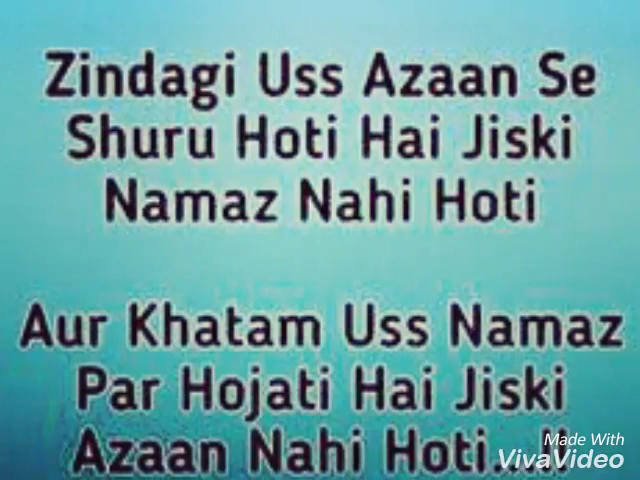 Zindagi Uss Azaan Se
Shuru Hoti Hai Jiski
Namaz Nahi Hoti
Aur Khatam Uss Namaz
Par Hojati Hai Jiski
Azaan Nahi Hoti....!!
Made With
VivaVideo